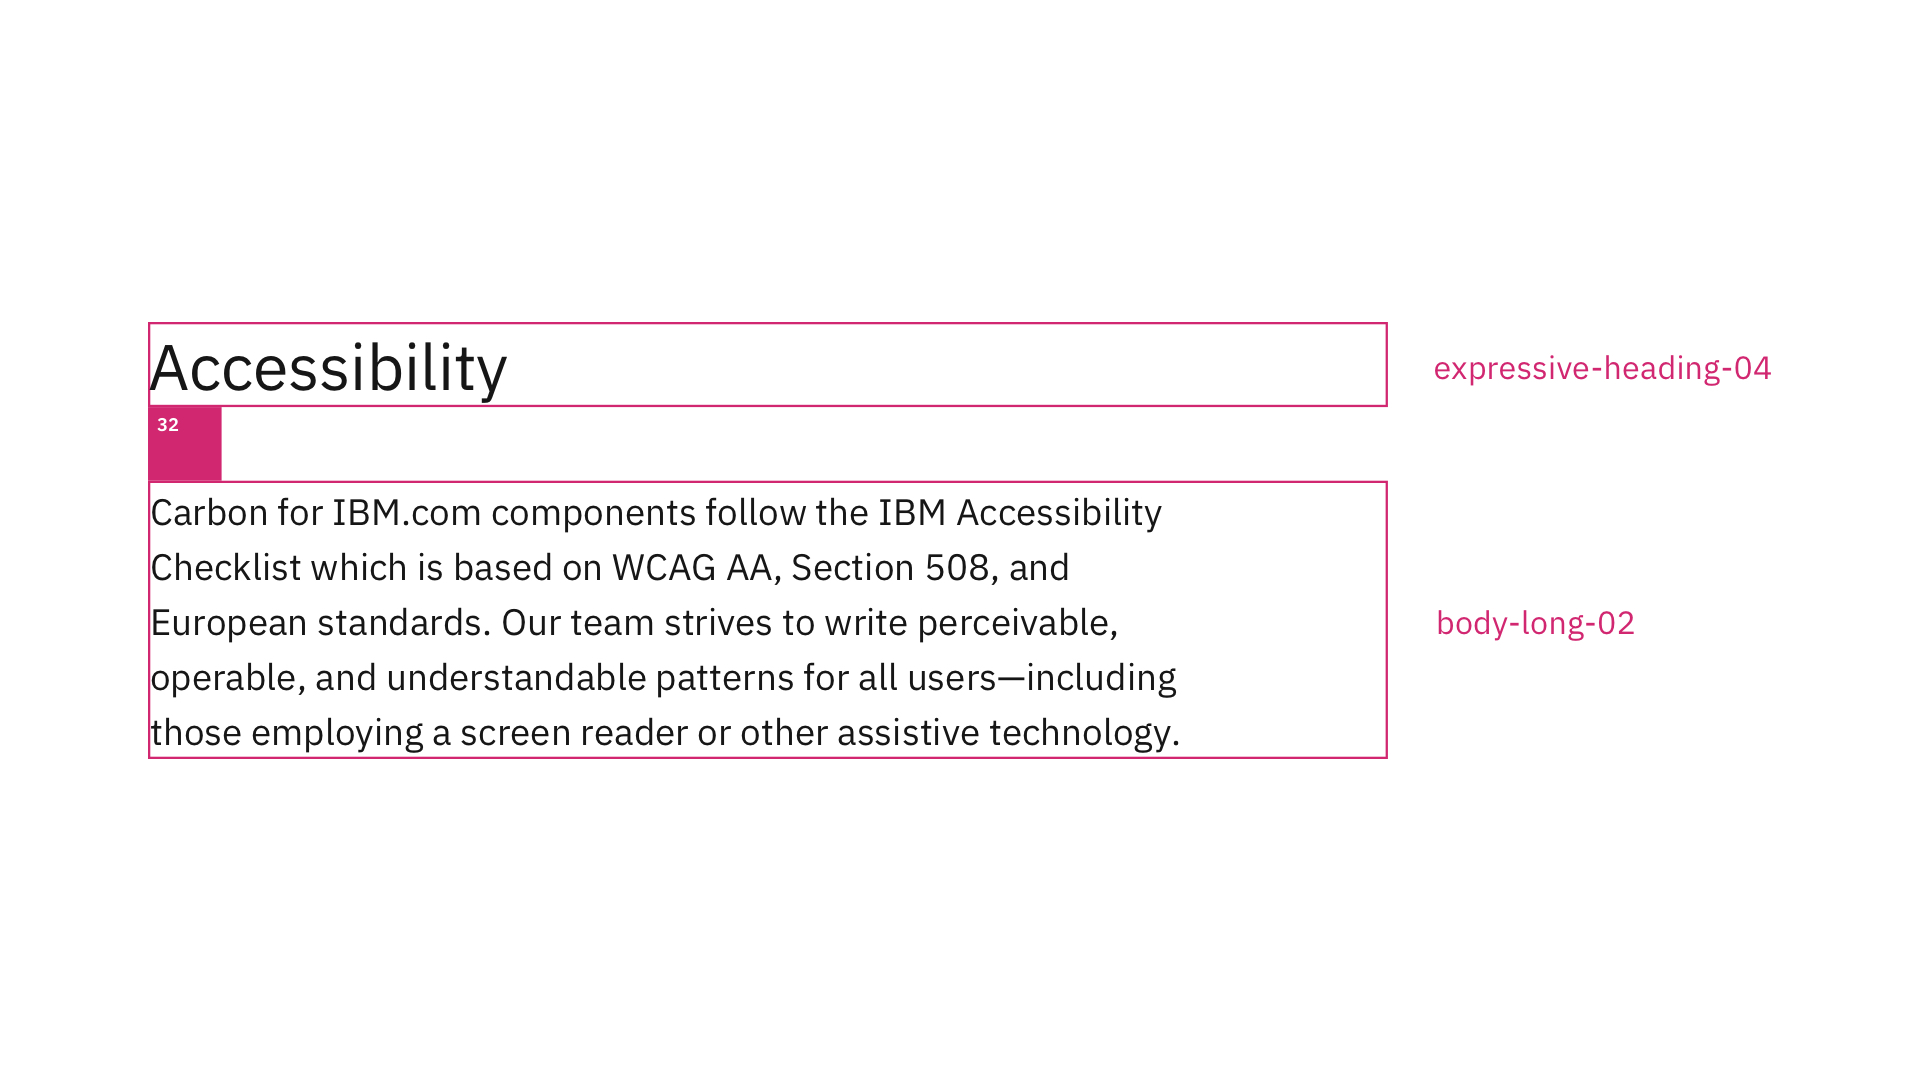 Accessibility
expressive-heading-04
32
Carbon for IBM.com components follow the IBM Accessibility
Checklist which is based on WCAG AA, Section 508, and
European standards. Our team strives to write perceivable,
body-long-02
operable, and understandable patterns for all users—including
those employing a screen reader or other assistive technology.